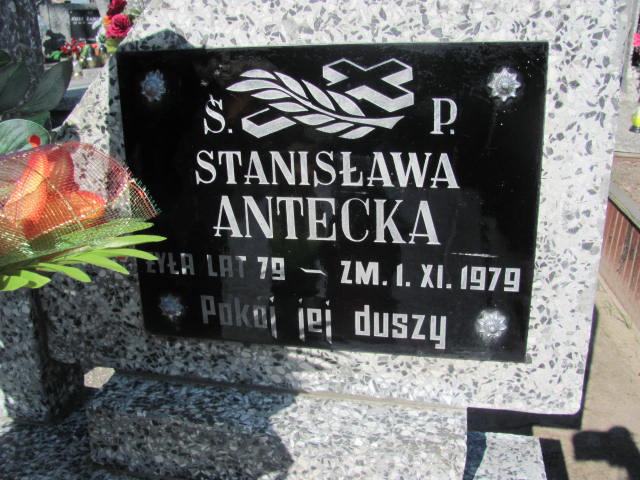 Ś. P.
STANISŁAWA
ANTECKA
ŻYŁA LAT 79 – ZM. 1. XI. 1979
Pokój jej duszy